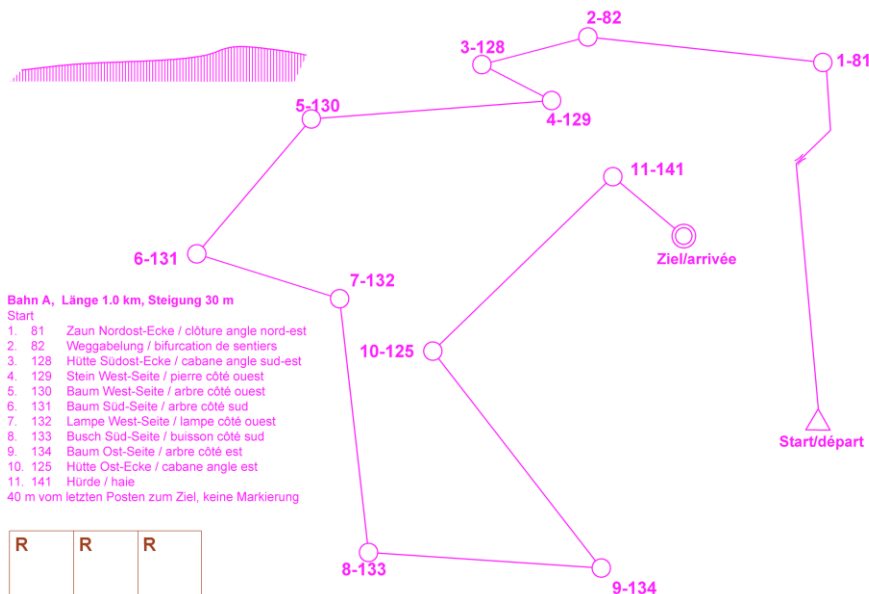 2-82
3-128
1-81
5-130
4-129
11-141
6-131
Ziel/arrivée
7-132
10-125
Start/départ
8-133
9-134
Bahn A, Länge 1.0 km, Steigung 30 m
Start
1. 81 Zaun Nordost-Ecke / clôture angle nord-est
2. 82 Weggabelung / bifurcation de sentiers
3. 128 Hütte Südost-Ecke / cabane angle sud-est
4. 129 Stein West-Seite / pierre côté ouest
5. 130 Baum West-Seite / arbre côté ouest
6. 131 Baum Süd-Seite / arbre côté sud
7. 132 Lampe West-Seite / lampe côté ouest
8. 133 Busch Süd-Seite / buisson côté sud
9. 134 Baum Ost-Seite / arbre côté est
10. 125 Hütte Ost-Ecke / cabane angle est
11. 141 Hürde / haie
40 m vom letzten Posten zum Ziel, keine Markierung
R R R